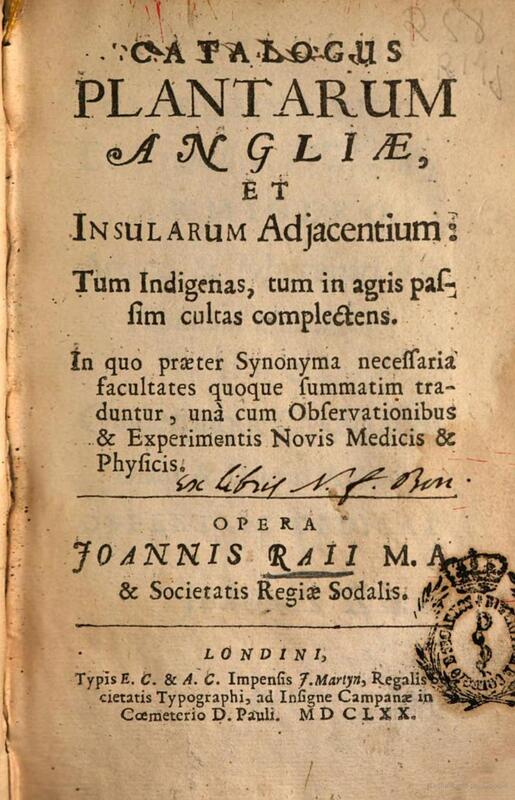 CATALOGUS
PLANTARUM
ANGLIÆ,
ET
INSULARUM Adjacentium:
Tum Indigenas, tum in agris paſ-
ſim cultas complectens.
In quo præter Synonyma neceſſaria
facultates quoque ſummatim tra-
duntur, unà cum Obſervationibus
& Experimentis Novis Medicis &
Phyſicis.
Ex libris N. J.
OPERA
JOANNIS RAII M. A.
& Societatis Regiæ Sodalis.
LONDINI,
Typis E. C. & A. C. Impenſis J. Martyn, Regalis
cietatis Typographi, ad Inſigne Campanæ in
Cœmeterio D. Pauli. MDCLXX.